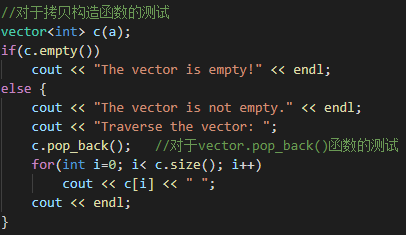 //对于拷贝构造函数的测试
vector<int> c(a);
if(c.empty())
    cout << "The vector is empty!" << endl;
else {
    cout << "The vector is not empty." << endl;
    cout << "Traverse the vector: ";
    c.pop_back();   //对于vector.pop_back()函数的测试
    for(int i=0; i< c.size(); i++)
        cout << c[i] << " ";
    cout << endl;
}